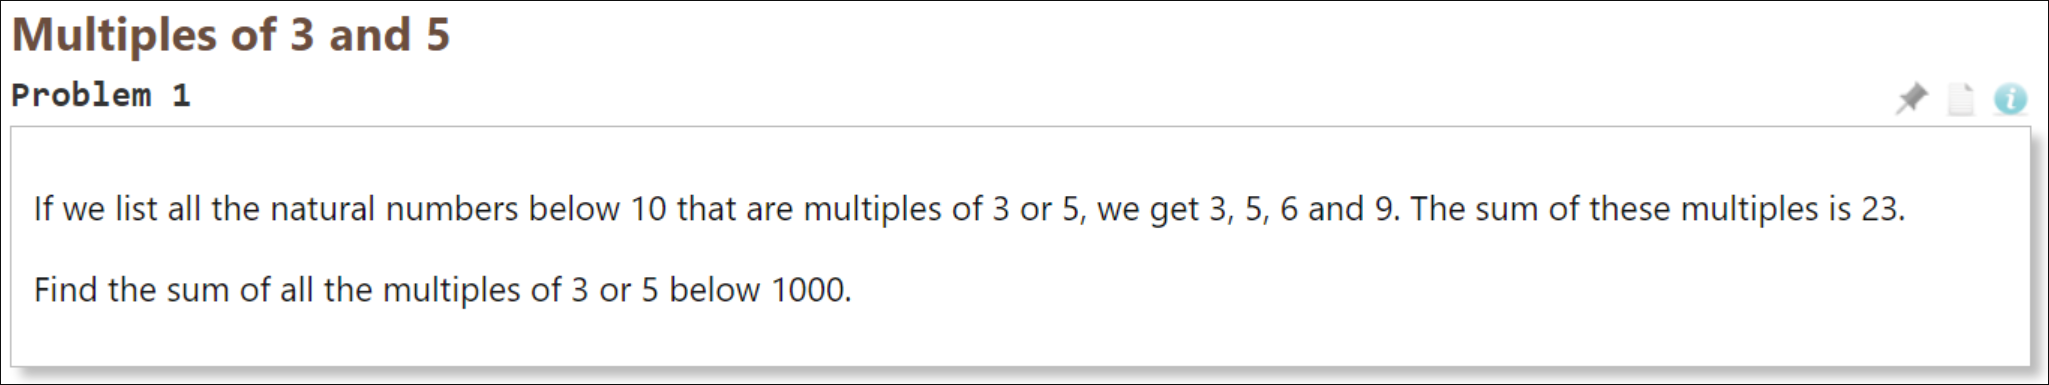 Multiples of 3 and 5
Problem 1
If we list all the natural numbers below 10 that are multiples of 3 or 5, we get 3, 5, 6 and 9. The sum of these multiples is 23.
Find the sum of all the multiples of 3 or 5 below 1000.